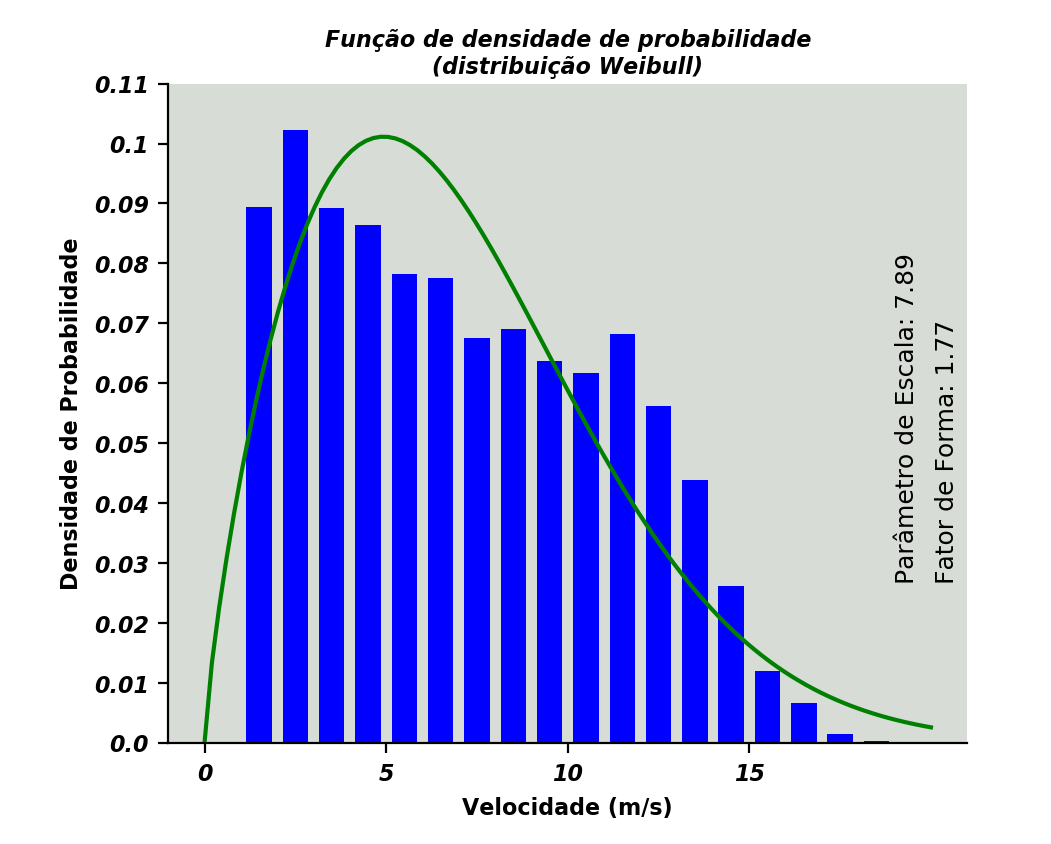 Função de densidade de probabilidade
(distribuição Weibull)
0.11
0.1
0.09
0.08
0.07
0.06
0.05
0.04
0.03
0.02
0.01
0.0
Densidade de Probabilidade
Parâmetro de Escala: 7.89
Fator de Forma: 1.77
0
5
10
15
Velocidade (m/s)